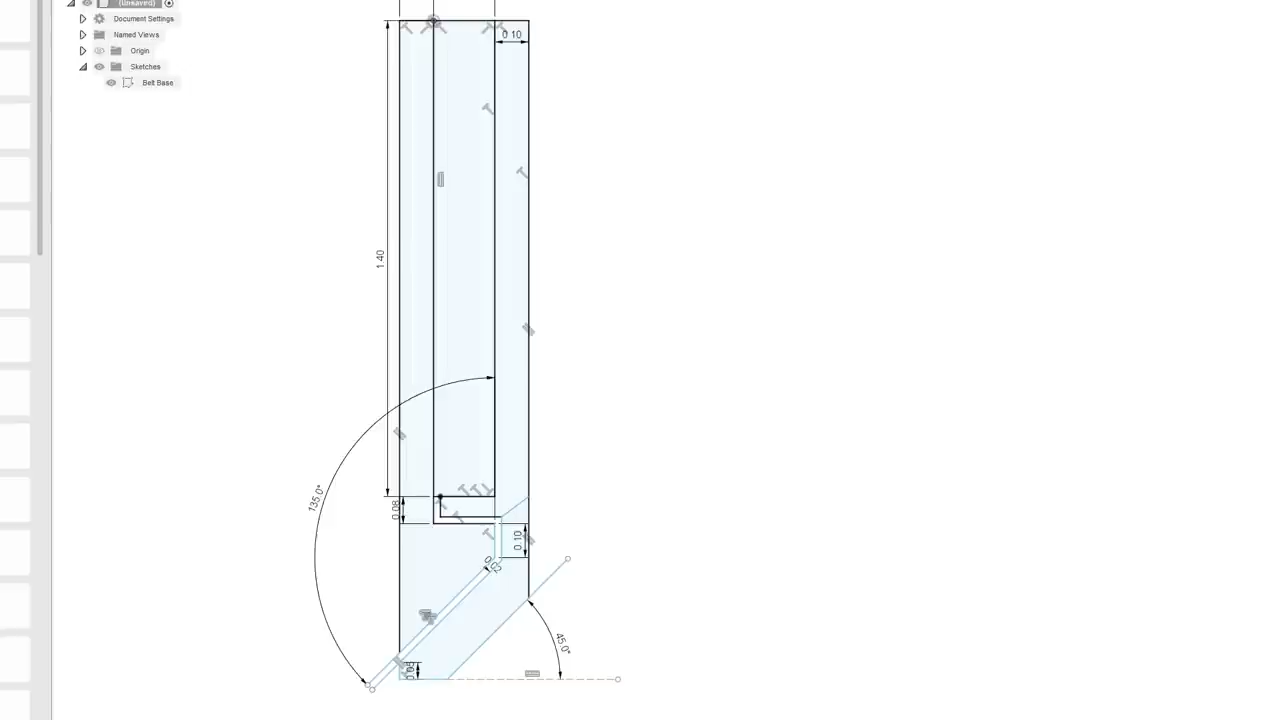 (Unsaved)
Document Settings
Named Views
Origin
Sketches
Belt Base
0.10
1.40
135.0°
0.08
0.10
0.02
45.0°
0.05